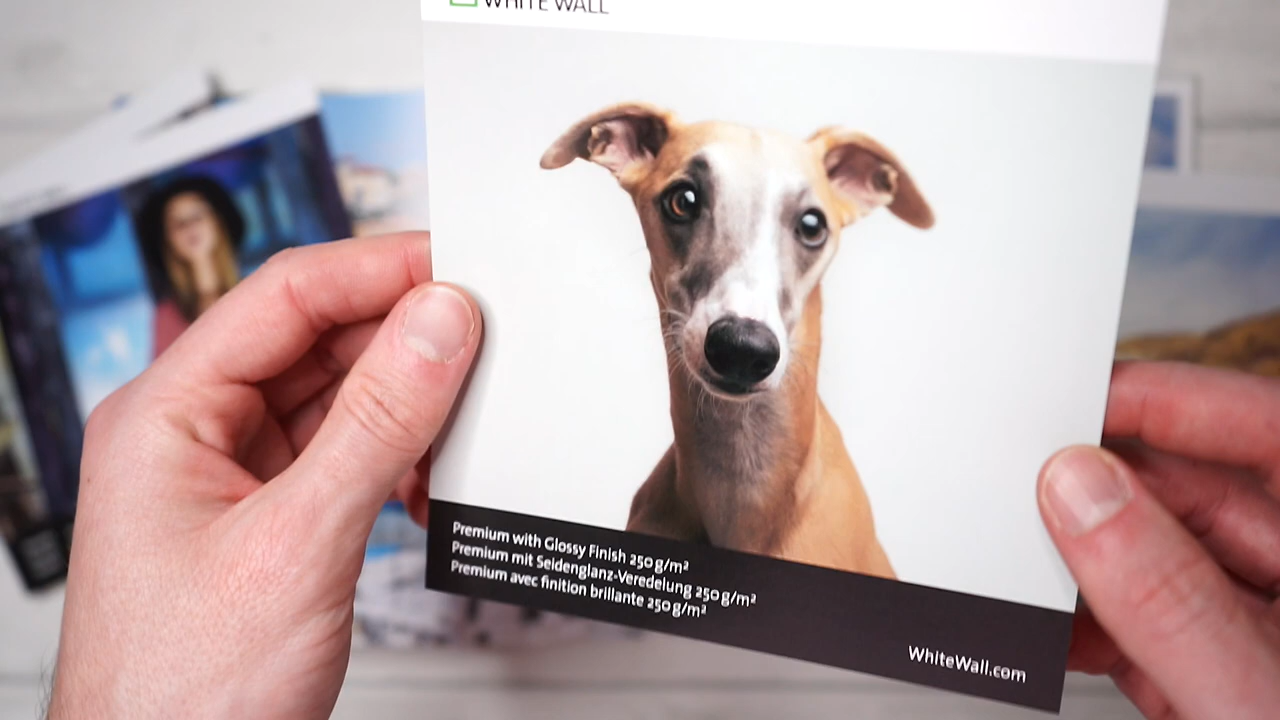 WHITE WALL
Premium with Glossy Finish 250 g/m²
Premium mit Seidenglanz-Veredelung 250 g/m²
Premium avec finition brillante 250 g/m²
WhiteWall.com